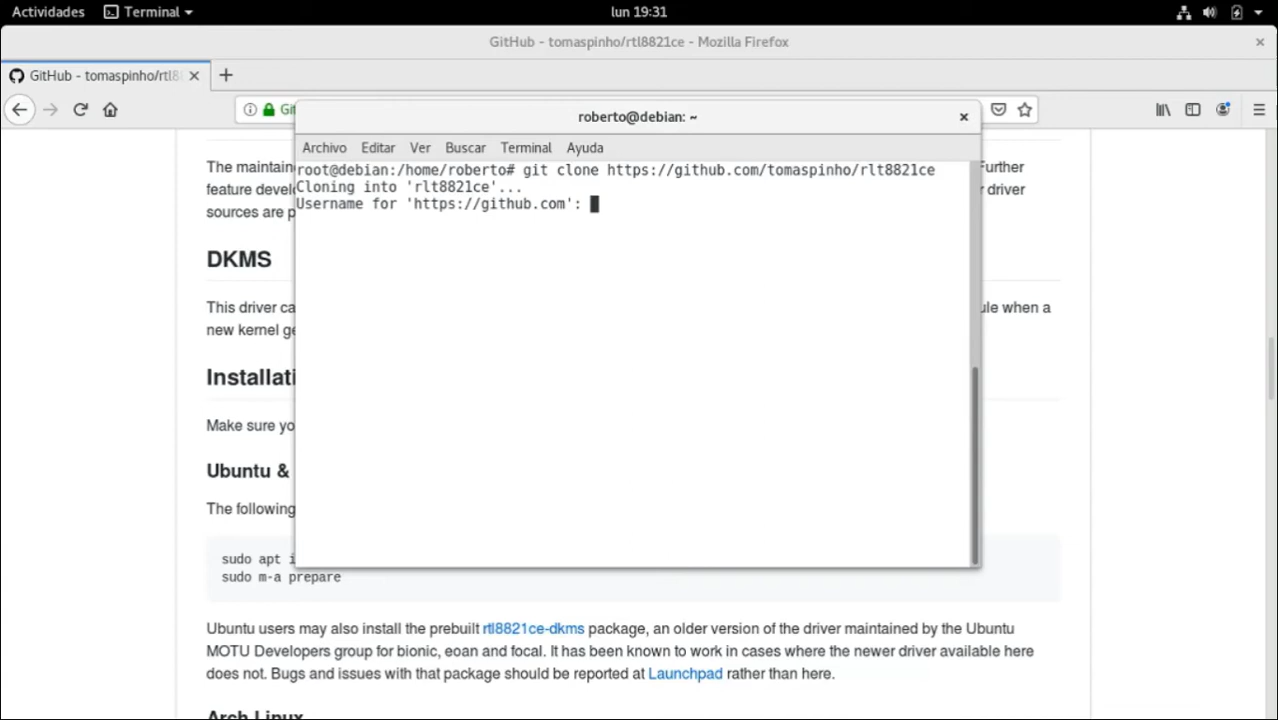 Actividades Terminal lun 19:31
GitHub - tomaspinho/rtl8821ce - Mozilla Firefox
GitHub - tomaspinho/rtl8
roberto@debian: ~
Archivo Editar Ver Buscar Terminal Ayuda
root@debian:/home/roberto# git clone https://github.com/tomaspinho/rlt8821ce
Cloning into 'rlt8821ce'...
Username for 'https://github.com':
The maintain Further
feature devel driver
sources are p
DKMS
This driver ca ule when a
new kernel ge
Installati
Make sure yo
Ubuntu &
The following
sudo apt i
sudo m-a prepare
Ubuntu users may also install the prebuilt rtl8821ce-dkms package, an older version of the driver maintained by the Ubuntu
MOTU Developers group for bionic, eoan and focal. It has been known to work in cases where the newer driver available here
does not. Bugs and issues with that package should be reported at Launchpad rather than here.
Arch Linux